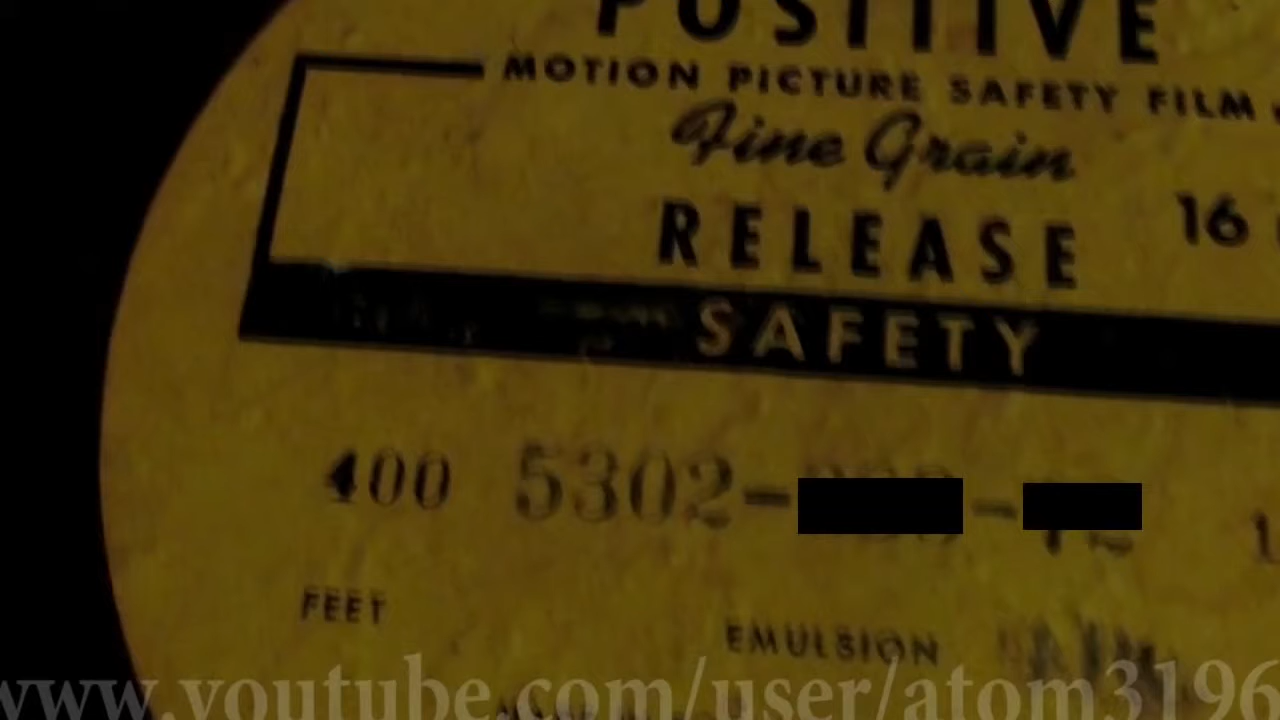 POSITIVE
MOTION PICTURE SAFETY FILM
Fine Grain
RELEASE 16
SAFETY
400 5302- -
FEET
EMULSION
www.youtube.com/user/atom3196